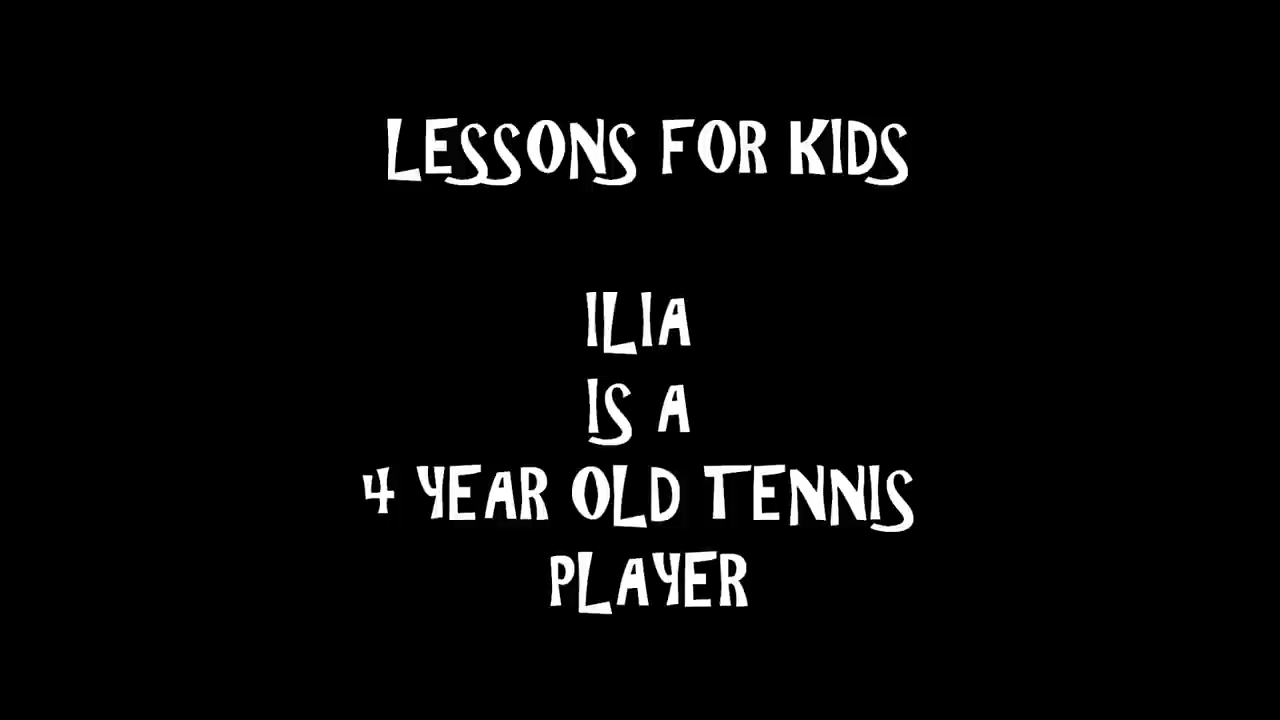 LESSONS FOR KIDS
ILIA
IS A
4 YEAR OLD TENNIS
PLAYER